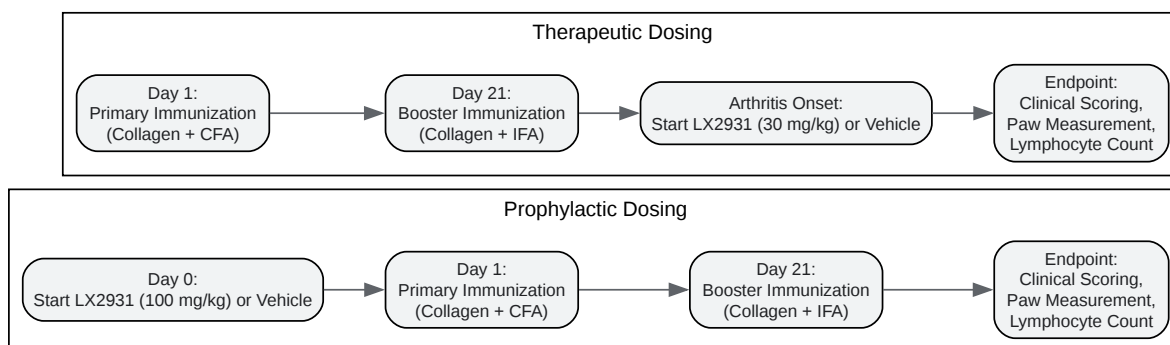 Therapeutic Dosing
Day 1:
Primary Immunization
(Collagen + CFA)
Day 21:
Booster Immunization
(Collagen + IFA)
Arthritis Onset:
Start LX2931 (30 mg/kg) or Vehicle
Endpoint:
Clinical Scoring,
Paw Measurement,
Lymphocyte Count
Prophylactic Dosing
Day 0:
Start LX2931 (100 mg/kg) or Vehicle
Day 1:
Primary Immunization
(Collagen + CFA)
Day 21:
Booster Immunization
(Collagen + IFA)
Endpoint:
Clinical Scoring,
Paw Measurement,
Lymphocyte Count